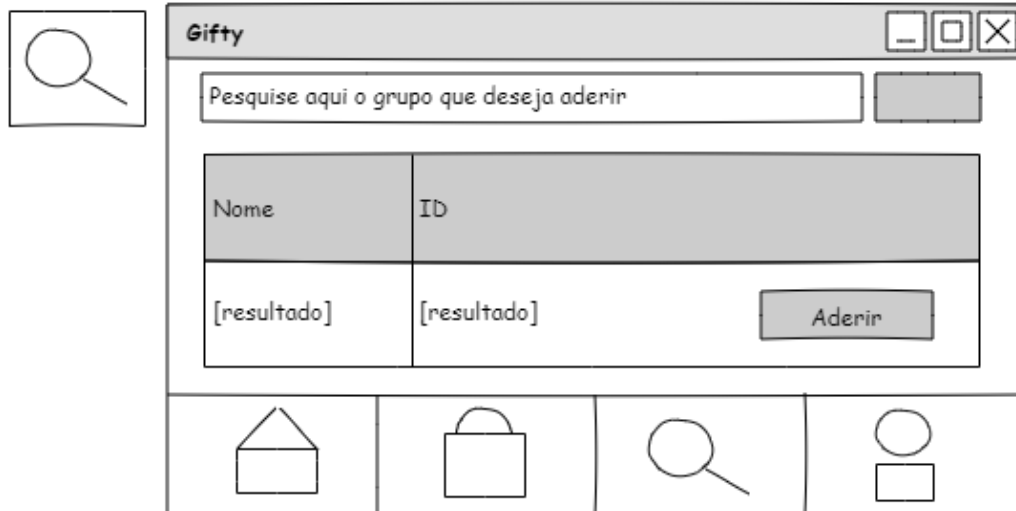 Gifty
Pesquise aqui o grupo que deseja aderir
Nome
ID
[resultado]
[resultado]
Aderir